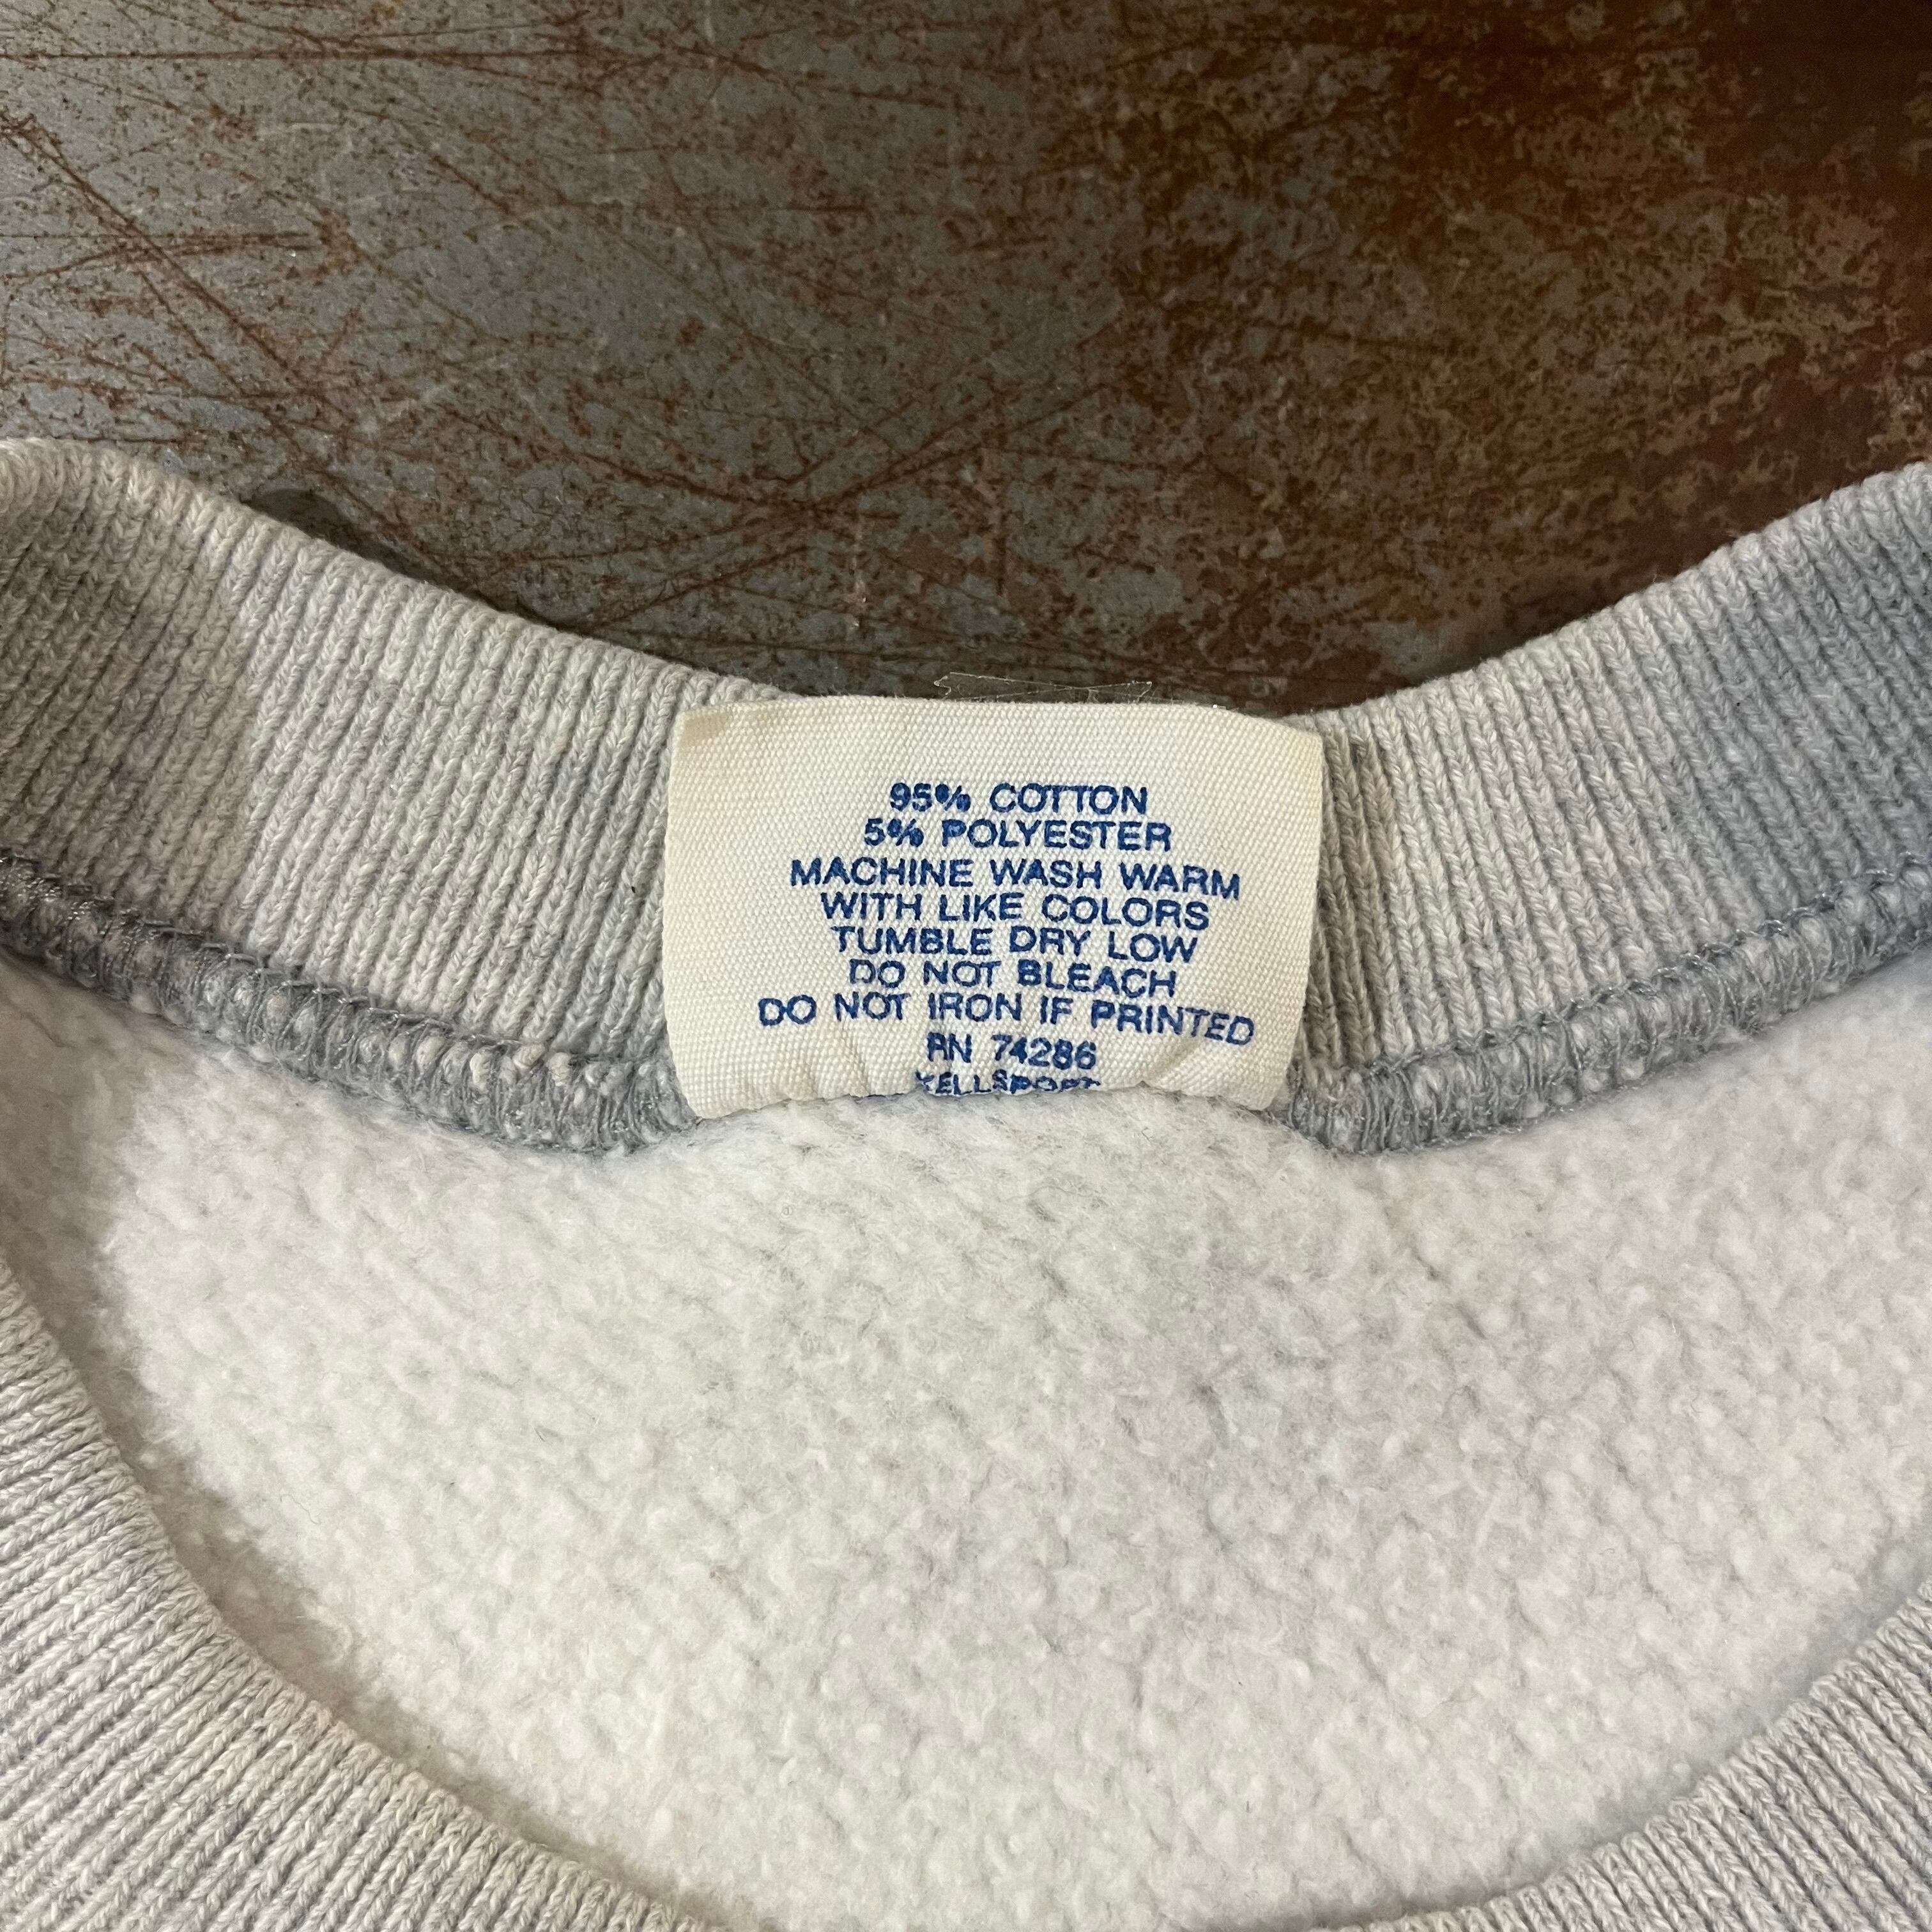 95% COTTON
5% POLYESTER
MACHINE WASH WARM
WITH LIKE COLORS
TUMBLE DRY LOW
DO NOT BLEACH
DO NOT IRON IF PRINTED
RN 74286